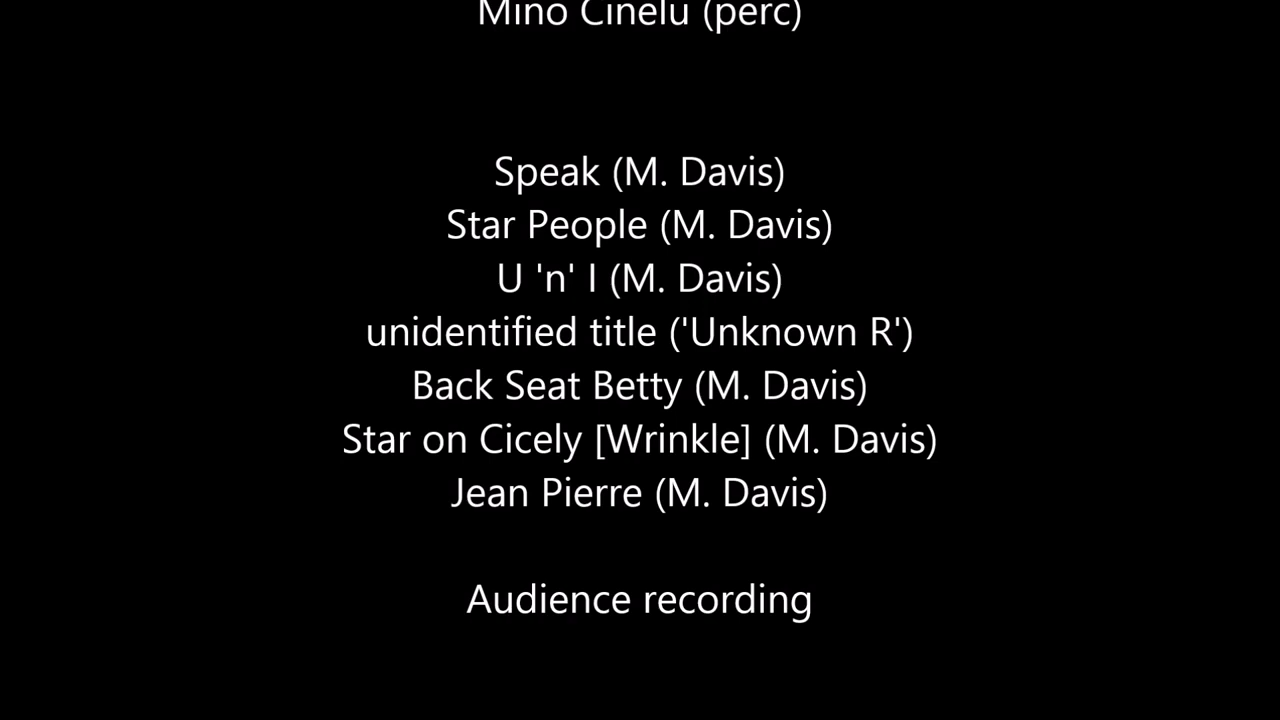 Mino Cinelu (perc)
Speak (M. Davis)
Star People (M. Davis)
U 'n' I (M. Davis)
unidentified title ('Unknown R')
Back Seat Betty (M. Davis)
Star on Cicely [Wrinkle] (M. Davis)
Jean Pierre (M. Davis)
Audience recording